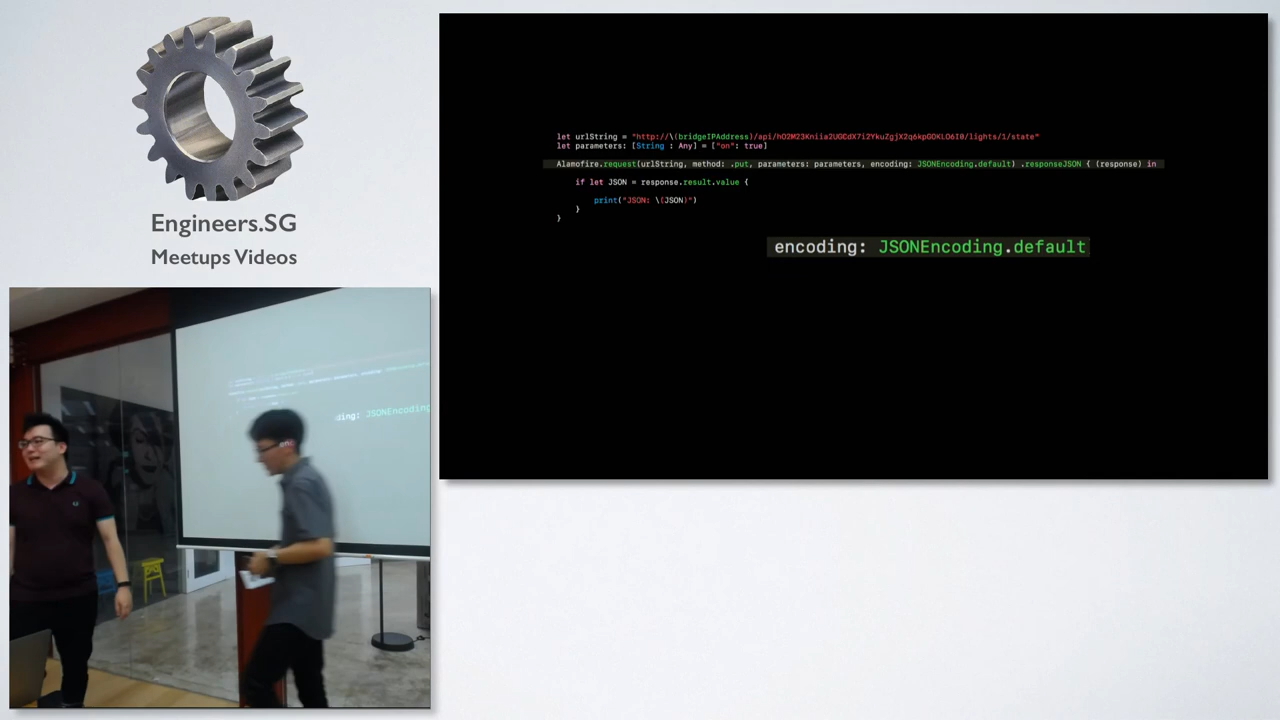 Engineers.SG
Meetups Videos
let urlString = "http://\(bridgeIPAddress)/api/hO2M23Kniia2UGEdX7i2YkuZgjX2q6kpGOKLO6I0/lights/1/state"
let parameters: [String : Any] = ["on": true]
Alamofire.request(urlString, method: .put, parameters: parameters, encoding: JSONEncoding.default) .responseJSON { (response) in
if let JSON = response.result.value {
print("JSON: \(JSON)")
}
}
encoding: JSONEncoding.default
ding: JSONEncoding